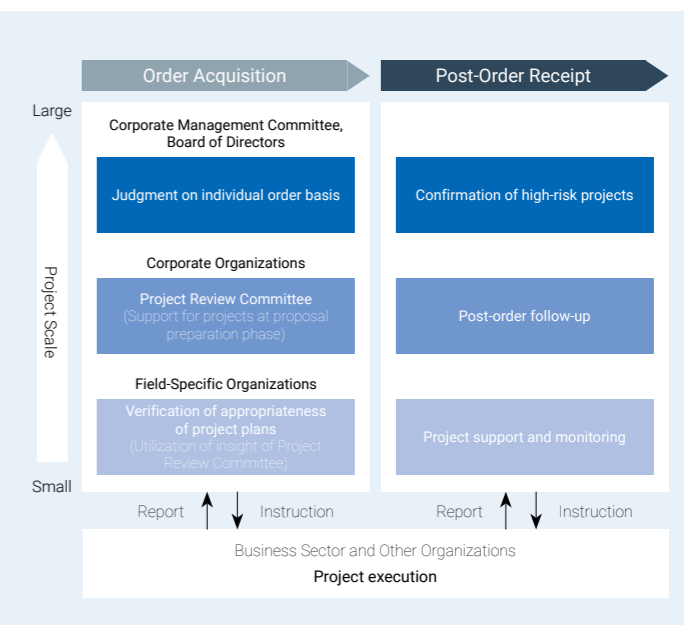 Order Acquisition
Post-Order Receipt
Large
Project Scale
Small
Corporate Management Committee,
Board of Directors
Judgment on individual order basis
Confirmation of high-risk projects
Corporate Organizations
Project Review Committee
(Support for projects at proposal
preparation phase)
Post-order follow-up
Field-Specific Organizations
Verification of appropriateness
of project plans
(Utilization of insight of Project
Review Committee)
Project support and monitoring
Report
Instruction
Report
Instruction
Business Sector and Other Organizations
Project execution